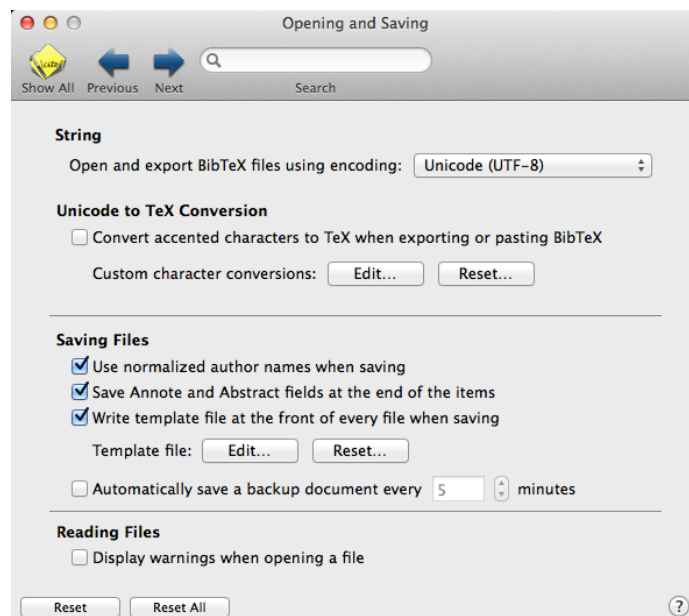 Opening and Saving
Show All Previous Next Search
String
Open and export BibTeX files using encoding: Unicode (UTF-8)
Unicode to TeX Conversion
Convert accented characters to TeX when exporting or pasting BibTeX
Custom character conversions: Edit... Reset...
Saving Files
Use normalized author names when saving
Save Annote and Abstract fields at the end of the items
Write template file at the front of every file when saving
Template file: Edit... Reset...
Automatically save a backup document every 5 minutes
Reading Files
Display warnings when opening a file
Reset Reset All ?